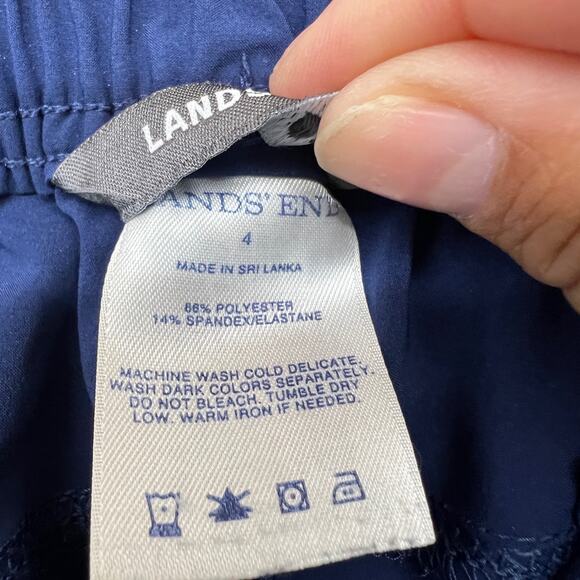 LANDS
LANDS' END
4
MADE IN SRI LANKA
86% POLYESTER
14% SPANDEX/ELASTANE
MACHINE WASH COLD DELICATE.
WASH DARK COLORS SEPARATELY.
DO NOT BLEACH. TUMBLE DRY
LOW. WARM IRON IF NEEDED.